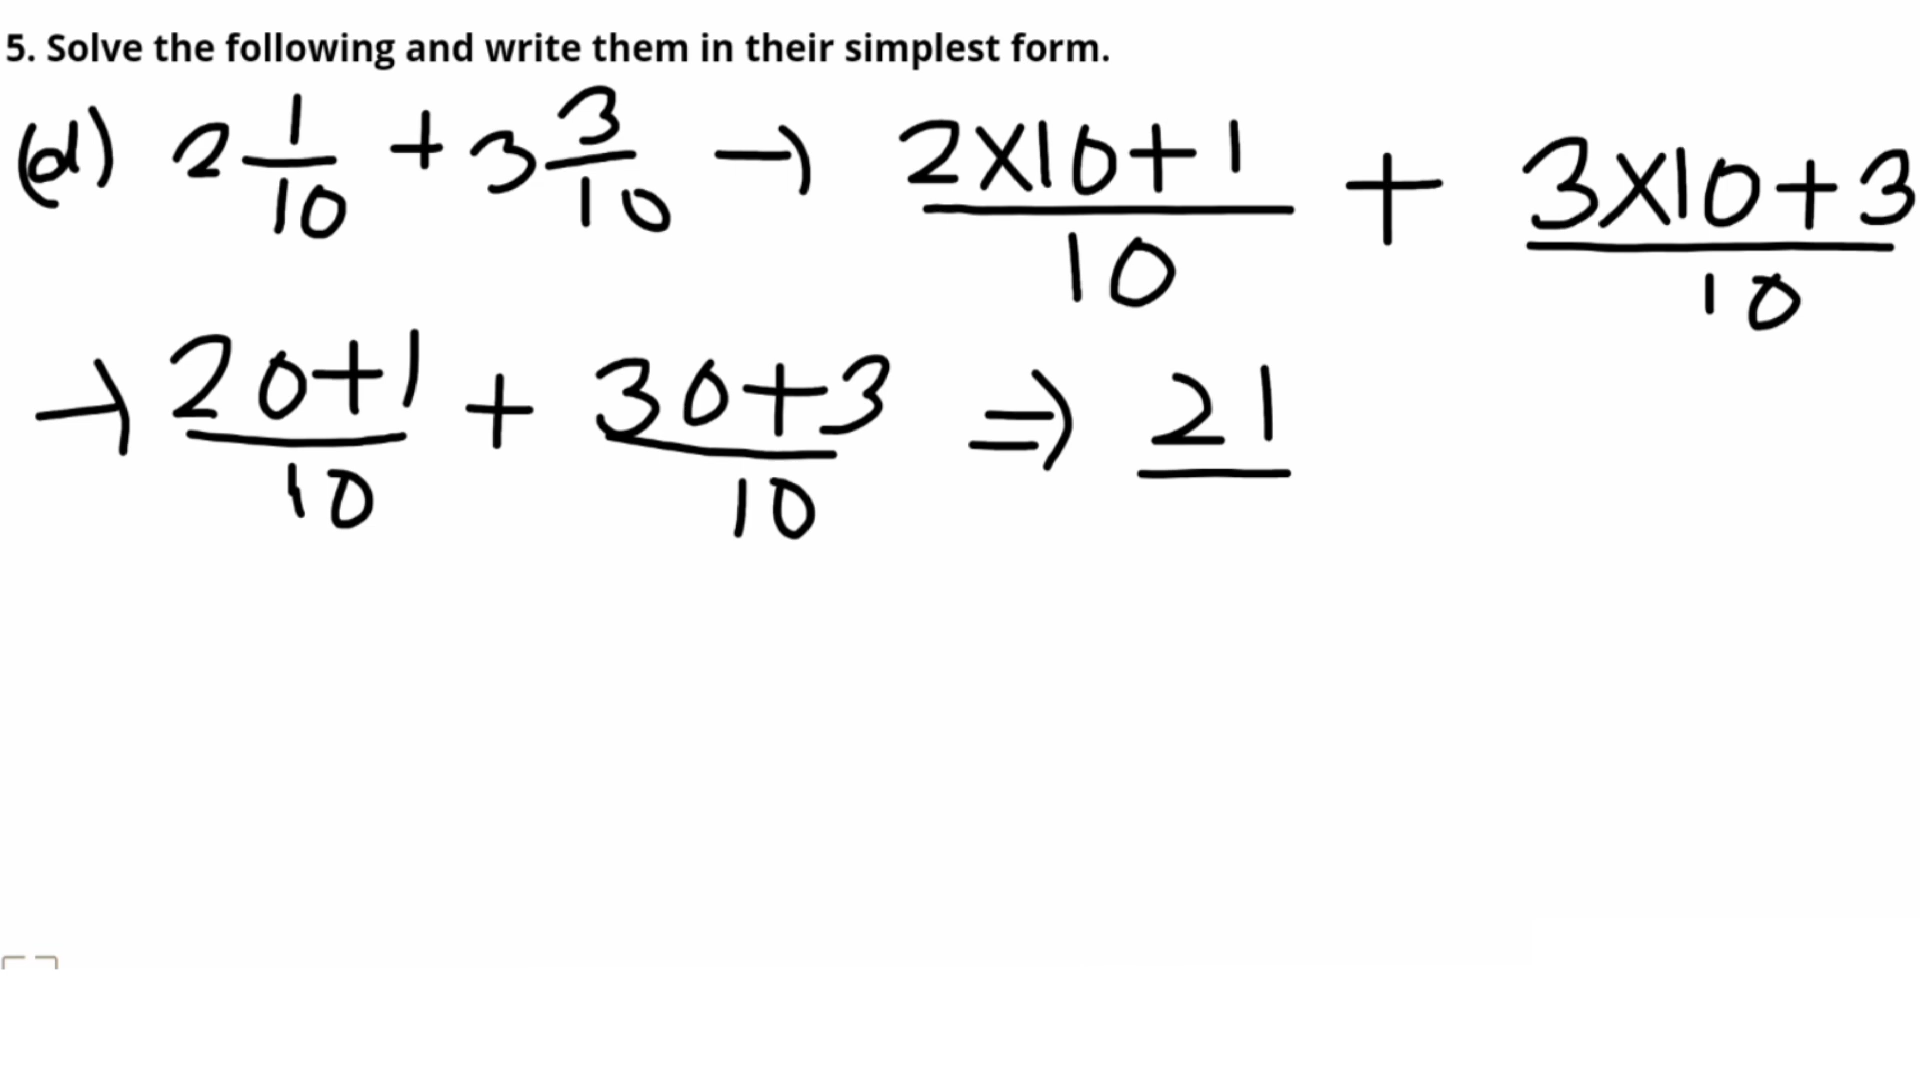 5. Solve the following and write them in their simplest form.
(d) 2 1/10 + 3 3/10 → 2×10+1/10 + 3×10+3/10
→ 20+1/10 + 30+3/10 ⇒ 21